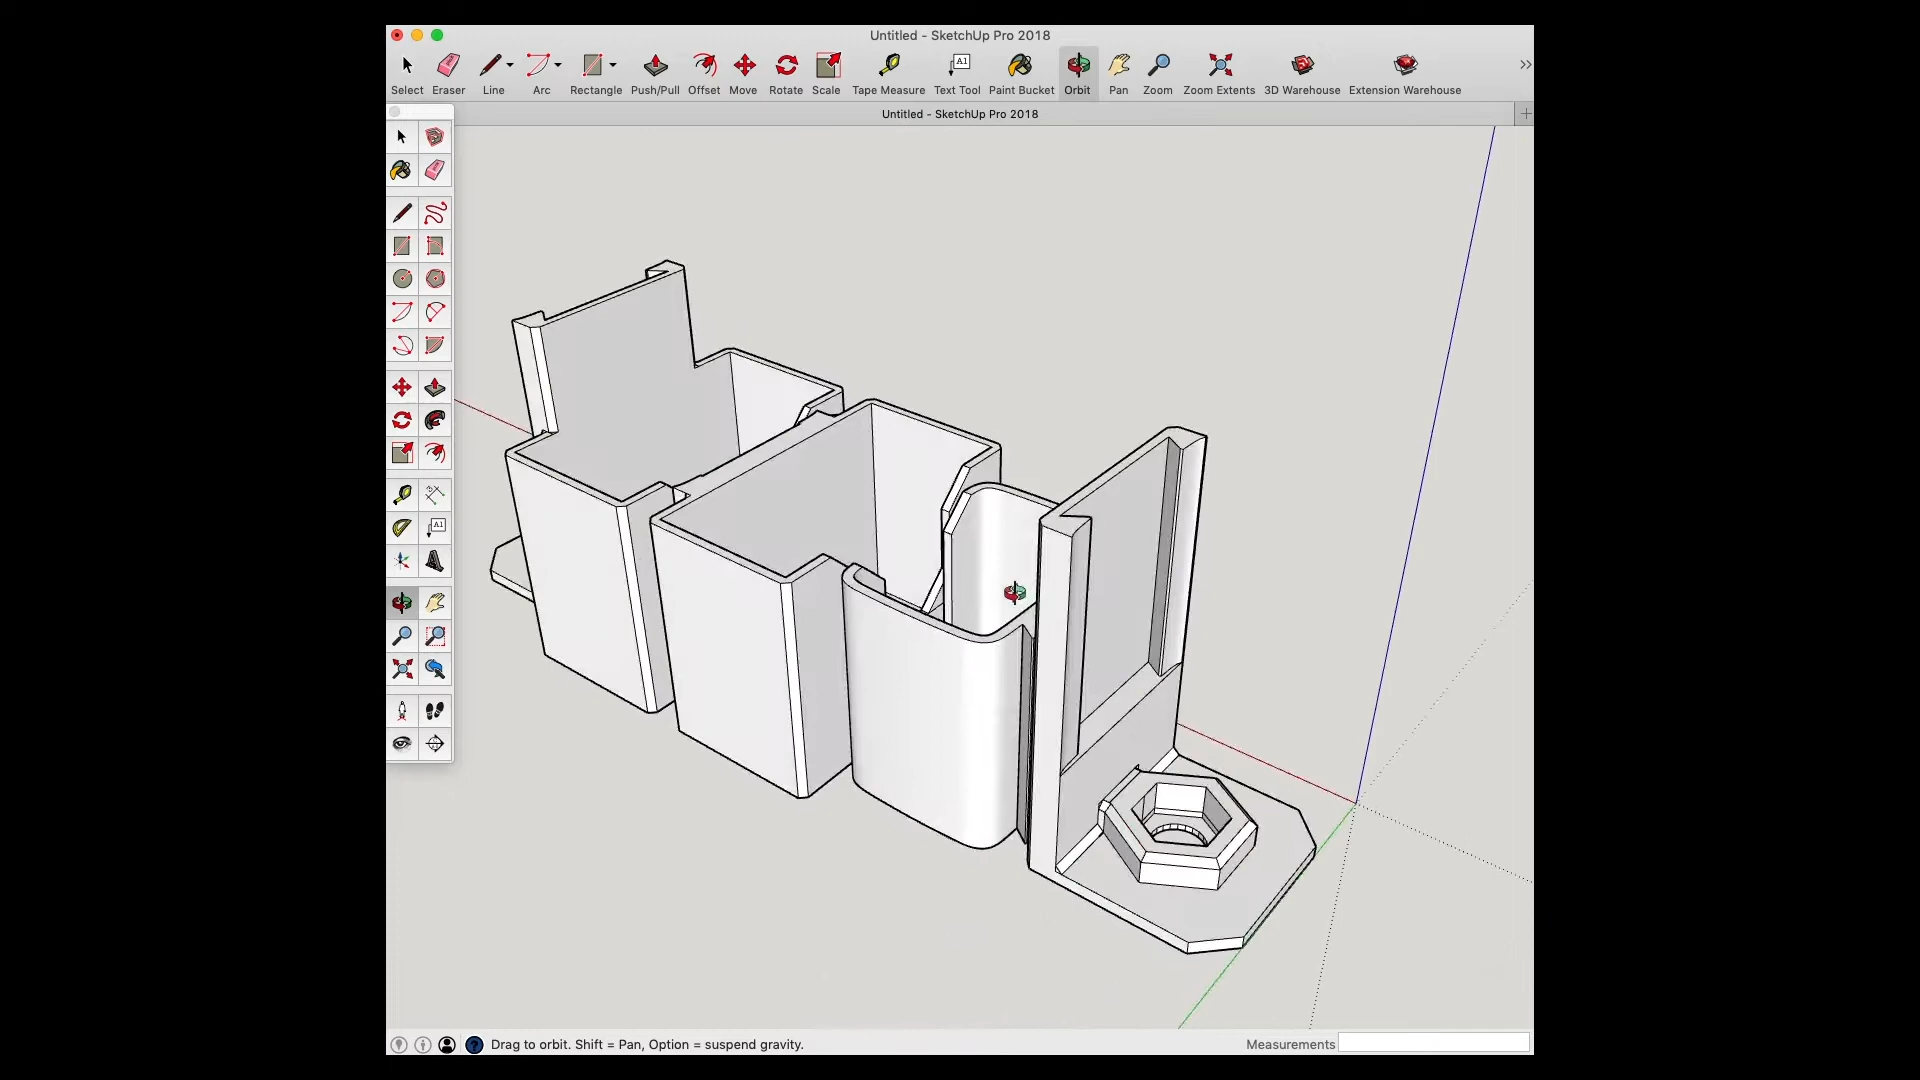 Untitled - SketchUp Pro 2018
Select Eraser Line Arc Rectangle Push/Pull Offset Move Rotate Scale Tape Measure Text Tool Paint Bucket Orbit Pan Zoom Zoom Extents 3D Warehouse Extension Warehouse
Untitled - SketchUp Pro 2018
Drag to orbit. Shift = Pan, Option = suspend gravity.
Measurements